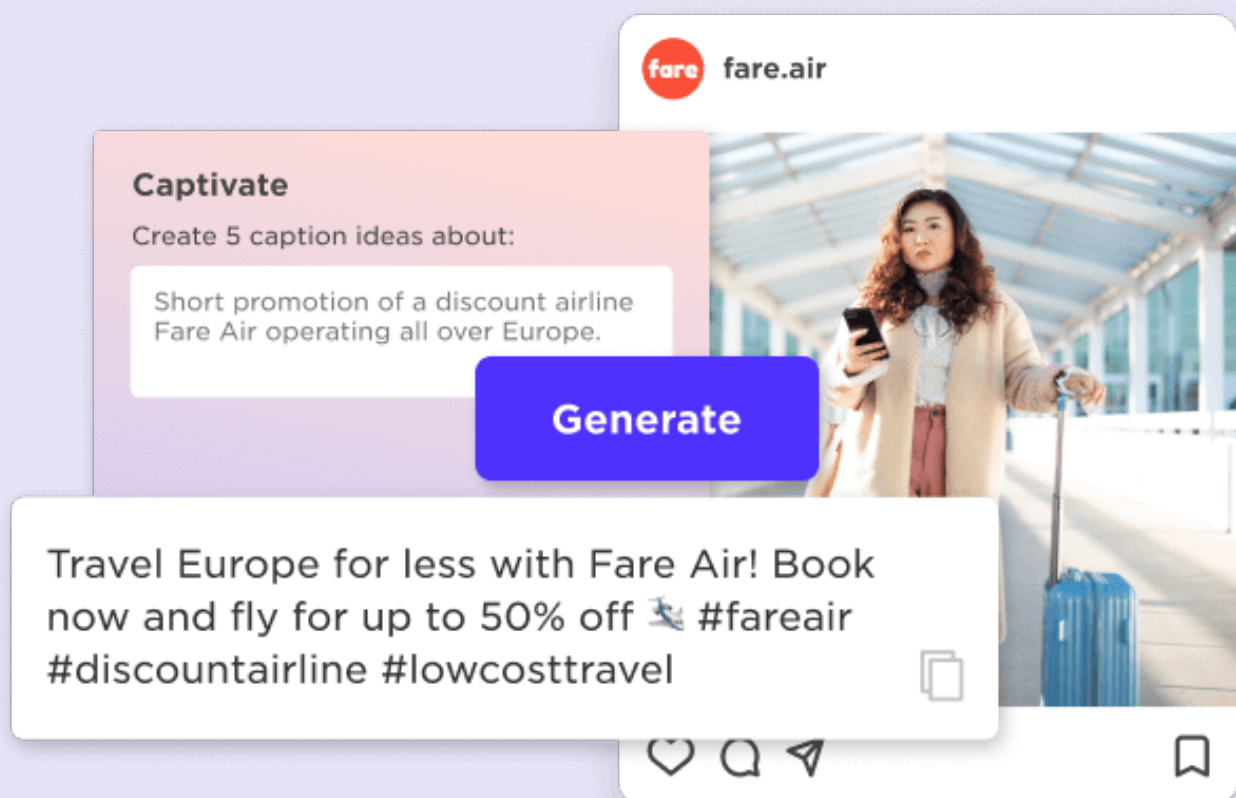 fare fare.air
Captivate
Create 5 caption ideas about:
Short promotion of a discount airline
Fare Air operating all over Europe.
Generate
Travel Europe for less with Fare Air! Book
now and fly for up to 50% off 🛩️ #fareair
#discountairline #lowcosttravel